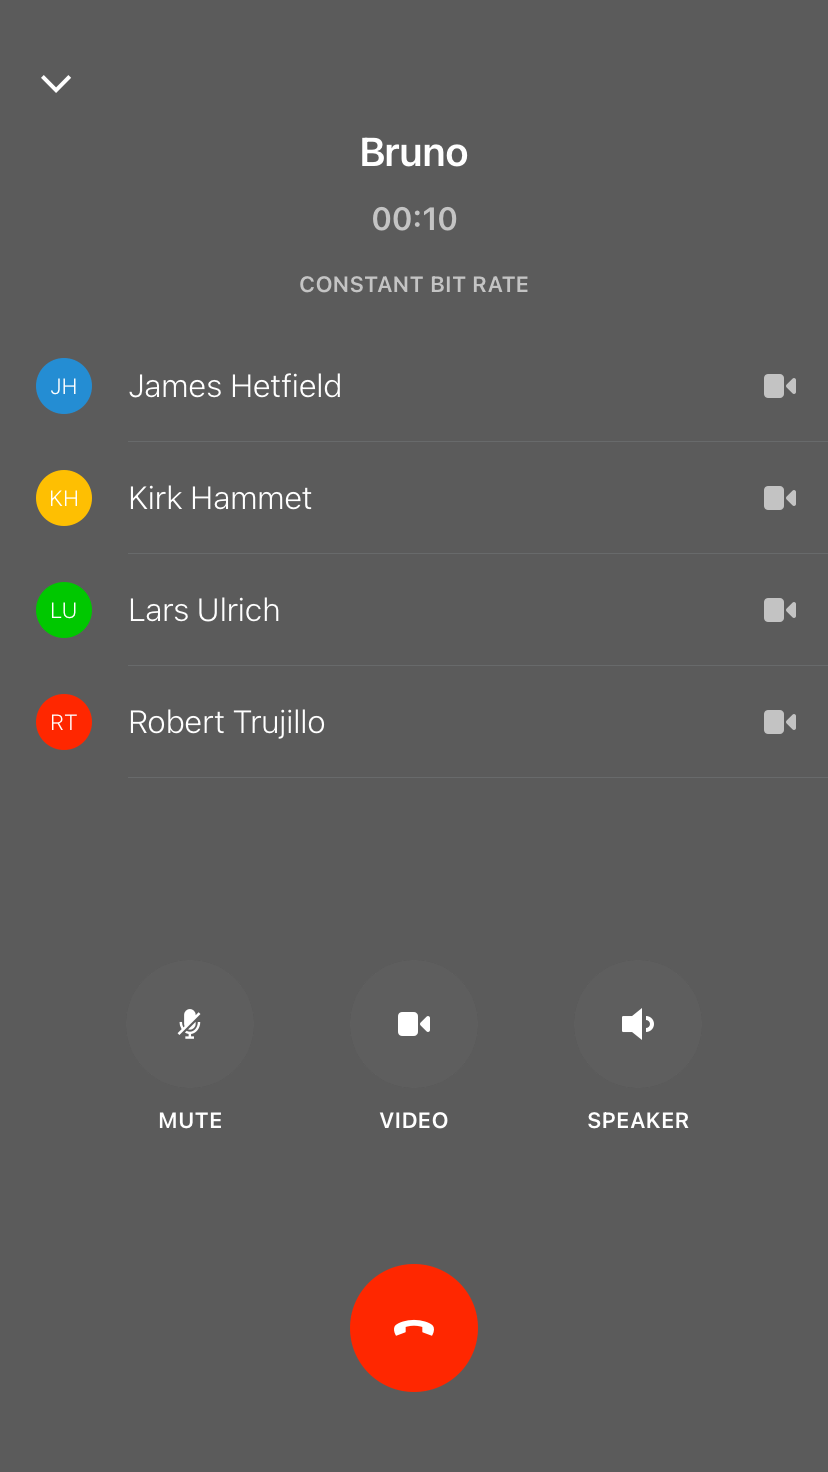 Bruno
00:10
CONSTANT BIT RATE
JH James Hetfield
KH Kirk Hammet
LU Lars Ulrich
RT Robert Trujillo
MUTE VIDEO SPEAKER